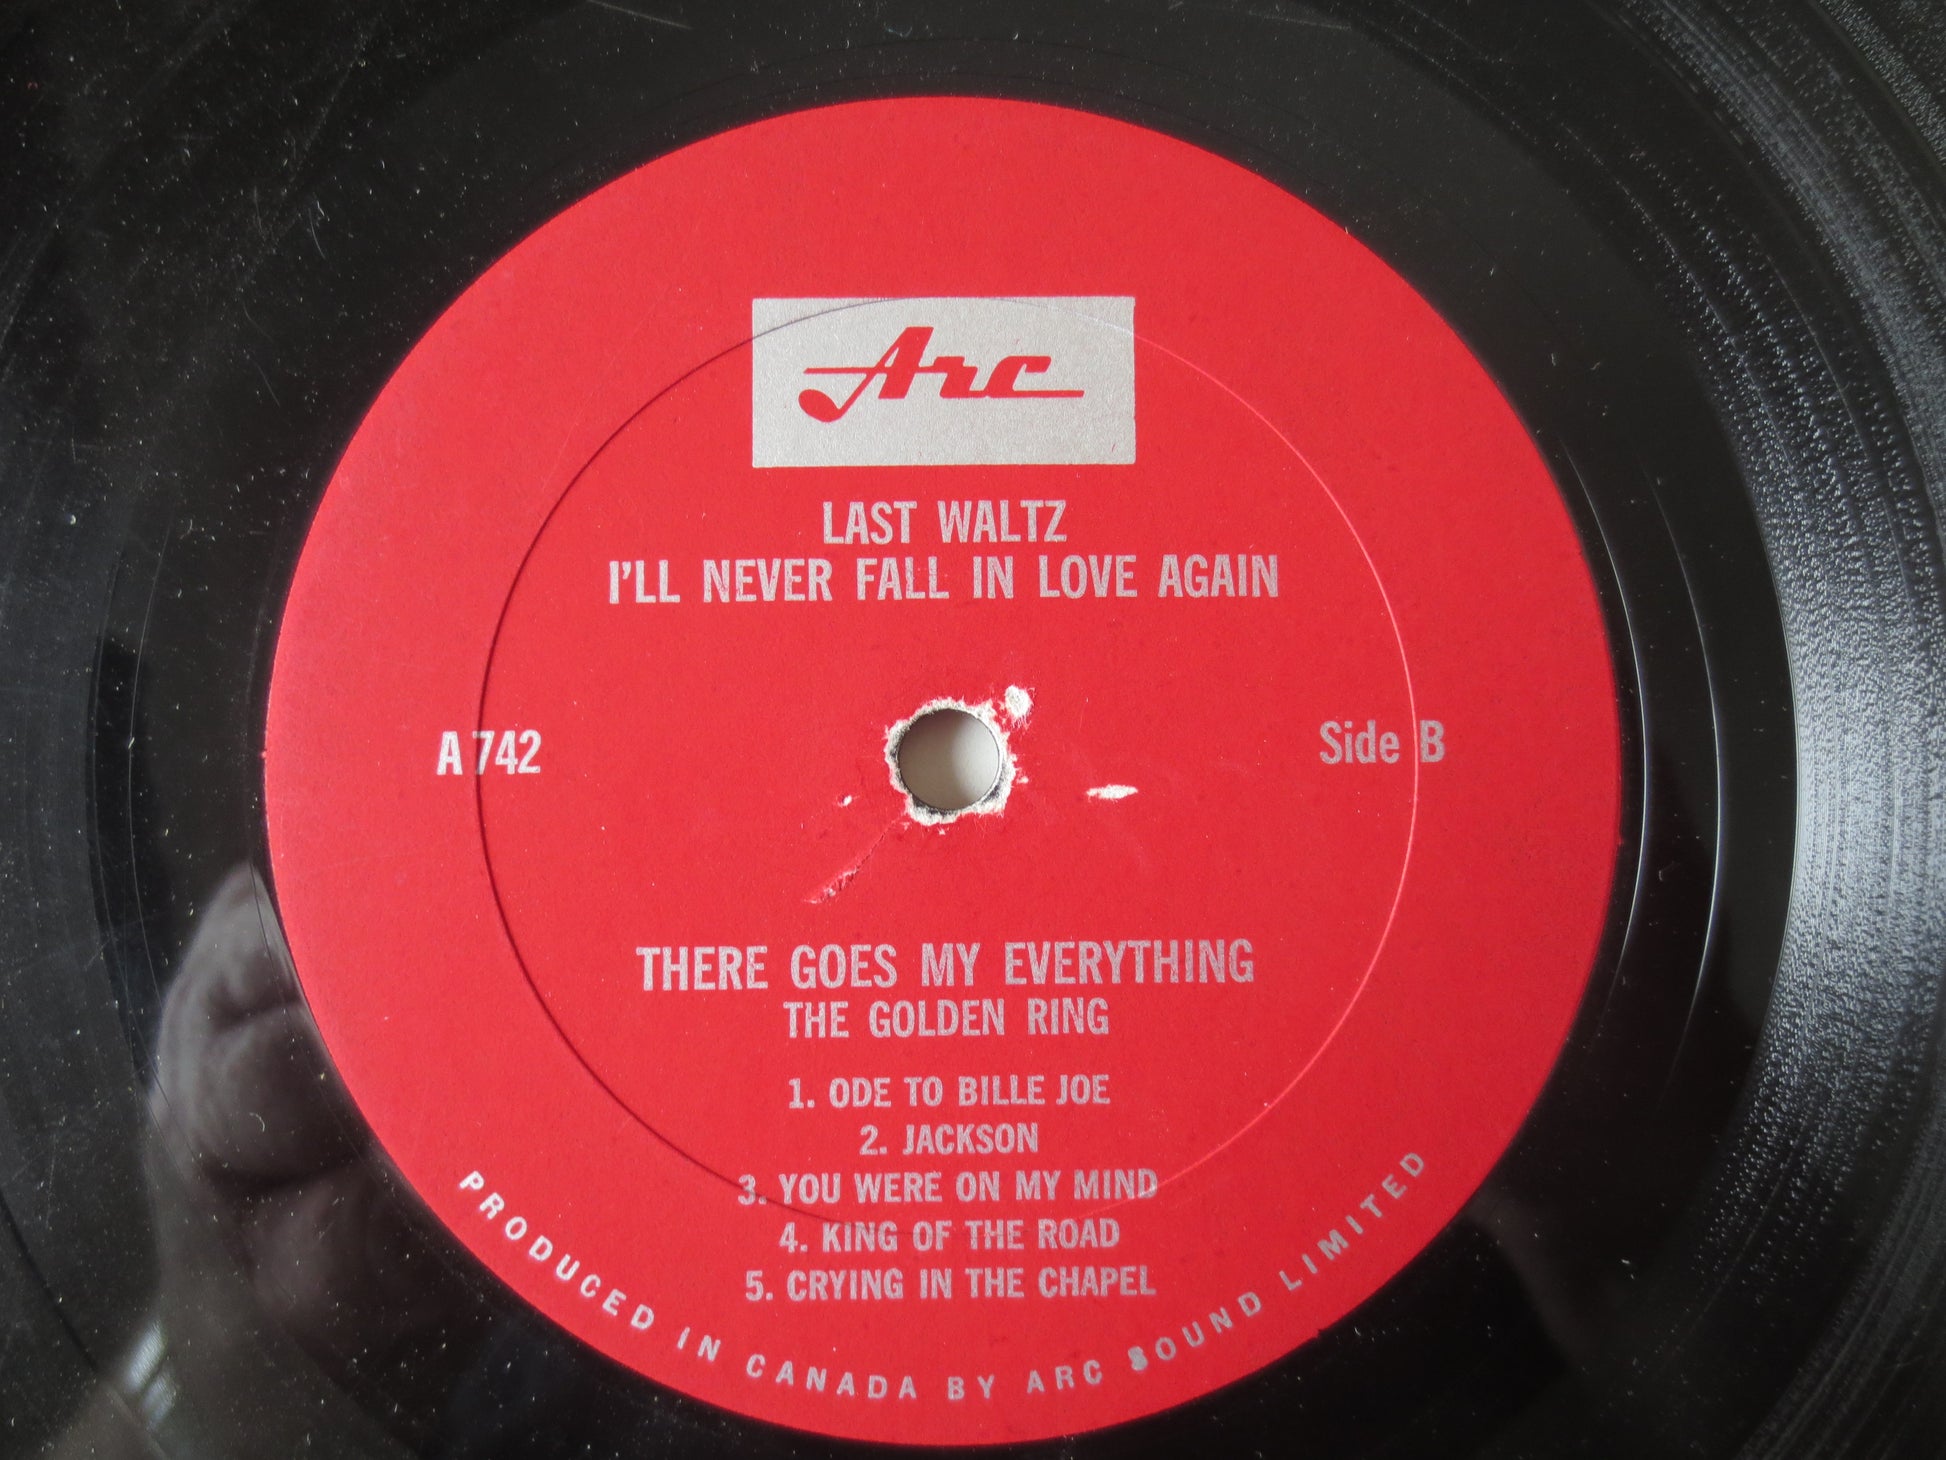 Arc
LAST WALTZ
I'LL NEVER FALL IN LOVE AGAIN
A 742
Side B
THERE GOES MY EVERYTHING
THE GOLDEN RING
1. ODE TO BILLE JOE
2. JACKSON
3. YOU WERE ON MY MIND
4. KING OF THE ROAD
5. CRYING IN THE CHAPEL
PRODUCED IN CANADA BY ARC SOUND LIMITED